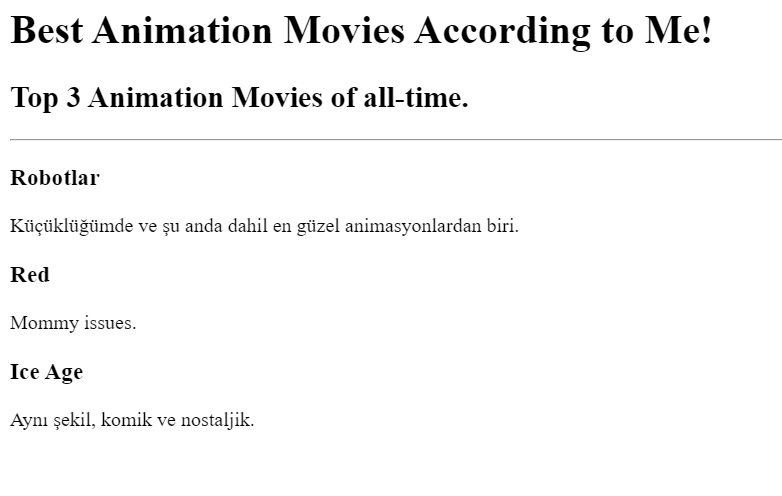 Best Animation Movies According to Me!
Top 3 Animation Movies of all-time.
Robotlar
Küçüklüğümde ve şu anda dahil en güzel animasyonlardan biri.
Red
Mommy issues.
Ice Age
Aynı şekil, komik ve nostaljik.